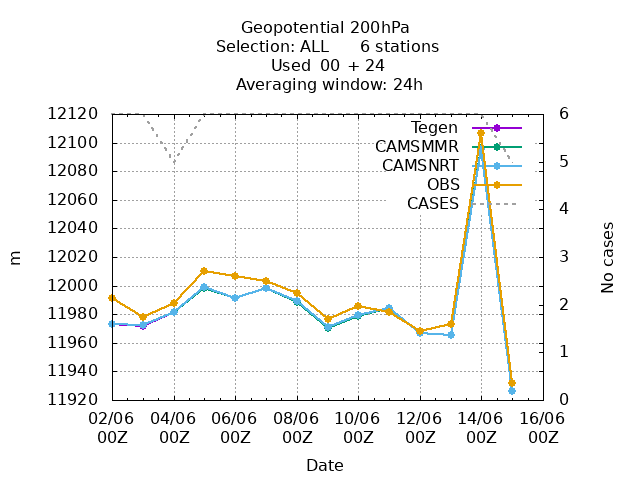 Geopotential 200hPa
Selection: ALL      6 stations
Used  00  + 24
Averaging window: 24h
12120
12100
12080
12060
12040
12020
12000
11980
11960
11940
11920
m
6
5
4
3
2
1
0
No cases
Tegen
CAMSMMR
CAMSNRT
OBS
CASES
02/06 04/06 06/06 08/06 10/06 12/06 14/06 16/06
00Z 00Z 00Z 00Z 00Z 00Z 00Z 00Z
Date